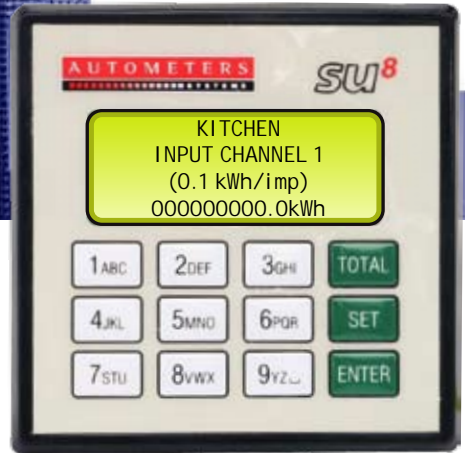 AUTOMETERS
SYSTEMS
SU8
KITCHEN
INPUT CHANNEL 1
(0.1 kWh/imp)
000000000.0kWh
1ABC 2DEF 3GHI TOTAL
4JKL 5MNO 6PQR SET
7STU 8VWX 9YZ ENTER